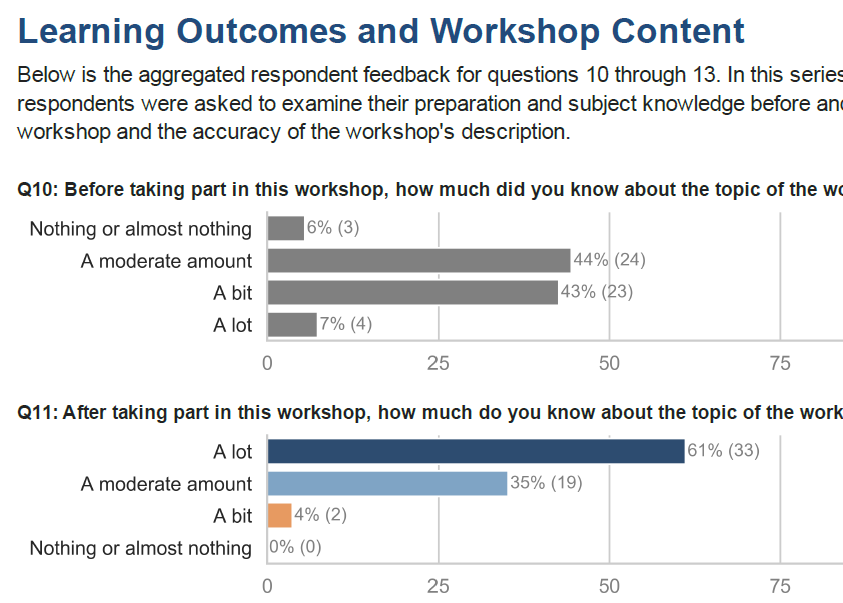 Learning Outcomes and Workshop Content
Below is the aggregated respondent feedback for questions 10 through 13. In this series
respondents were asked to examine their preparation and subject knowledge before and
workshop and the accuracy of the workshop's description.
Q10: Before taking part in this workshop, how much did you know about the topic of the
Nothing or almost nothing 6% (3)
A moderate amount 44% (24)
A bit 43% (23)
A lot 7% (4)
0 25 50 75
Q11: After taking part in this workshop, how much do you know about the topic of the work
A lot 61% (33)
A moderate amount 35% (19)
A bit 4% (2)
Nothing or almost nothing 0% (0)
0 25 50 75